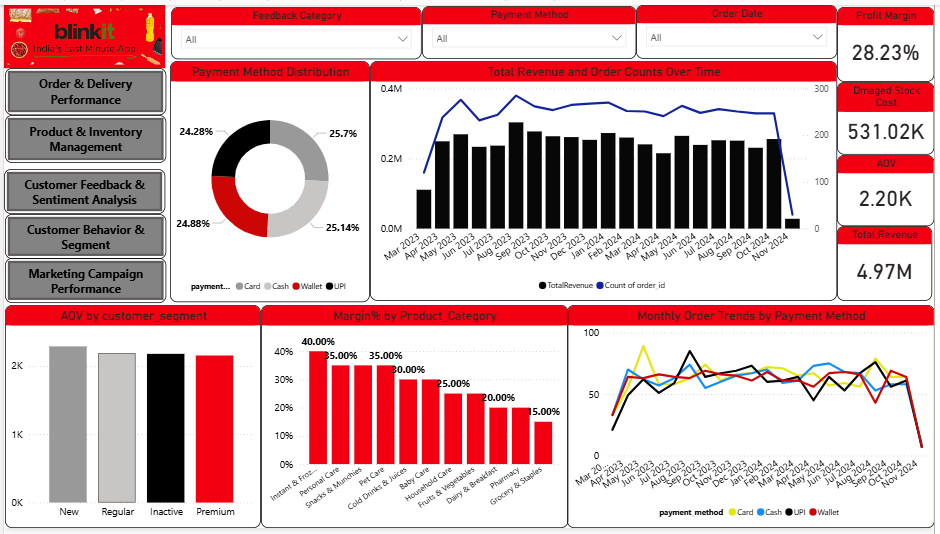 blinkit
India's Last Minute App
Order & Delivery
Performance
Product & Inventory
Management
Customer Feedback &
Sentiment Analysis
Customer Behavior &
Segment
Marketing Campaign
Performance
Feedback Category
All
Payment Method
All
Order Date
All
Profit Margin
28.23%
Dmaged Stock
Cost
531.02K
AOV
2.20K
Total Revenue
4.97M
Payment Method Distribution
24.28%
25.7%
24.88%
25.14%
payment... Card Cash Wallet UPI
Total Revenue and Order Counts Over Time
0.4M
0.2M
0.0M
300
200
100
0
Mar 2023
Apr 2023
May 2023
Jun 2023
Jul 2023
Aug 2023
Sep 2023
Oct 2023
Nov 2023
Dec 2023
Jan 2024
Feb 2024
Mar 2024
Apr 2024
May 2024
Jun 2024
Jul 2024
Aug 2024
Sep 2024
Oct 2024
Nov 2024
TotalRevenue Count of order_id
AOV by customer_segment
2K
1K
0K
New Regular Inactive Premium
Margin% by Product_Category
40%
30%
20%
10%
0%
40.00%
35.00%
35.00%
30.00%
25.00%
20.00%
15.00%
Instant & Froz...
Personal Care
Snacks & Munchies
Pet Care
Cold Drinks & Juices
Baby Care
Household Care
Fruits & Vegetables
Dairy & Breakfast
Pharmacy
Grocery & Staples
Monthly Order Trends by Payment Method
100
50
0
Mar 20...
Apr 2023
May 2023
Jun 2023
Jul 2023
Aug 2023
Sep 2023
Oct 2023
Nov 2023
Dec 2023
Jan 2024
Feb 2024
Mar 2024
Apr 2024
May 2024
Jun 2024
Jul 2024
Aug 2024
Sep 2024
Oct 2024
Nov 2024
payment_method Card Cash UPI Wallet